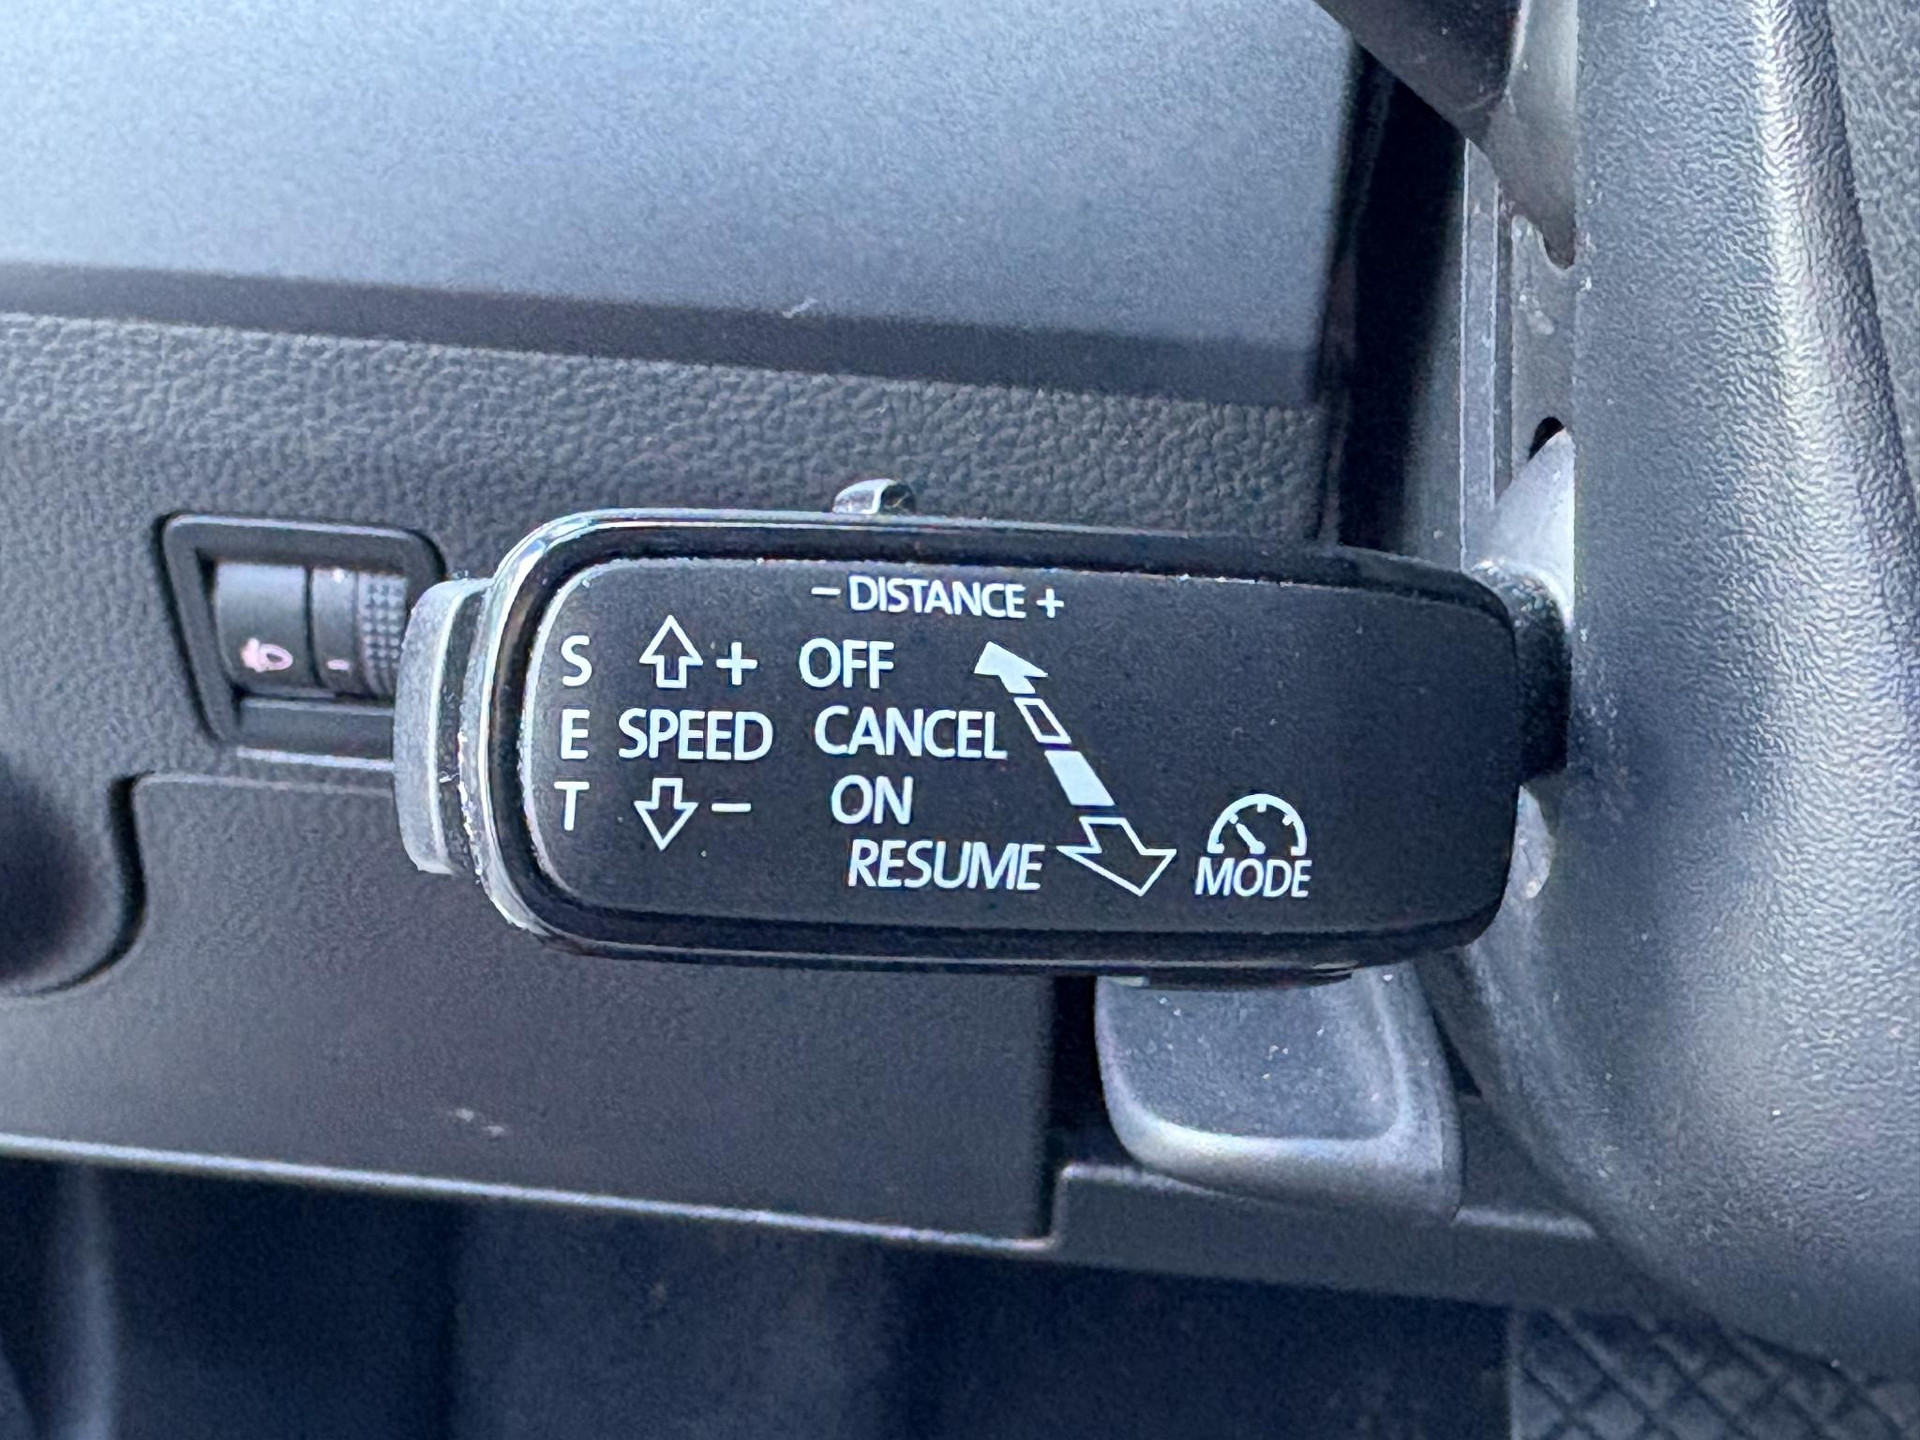 − DISTANCE +
S + OFF
E SPEED CANCEL
T − ON
RESUME MODE